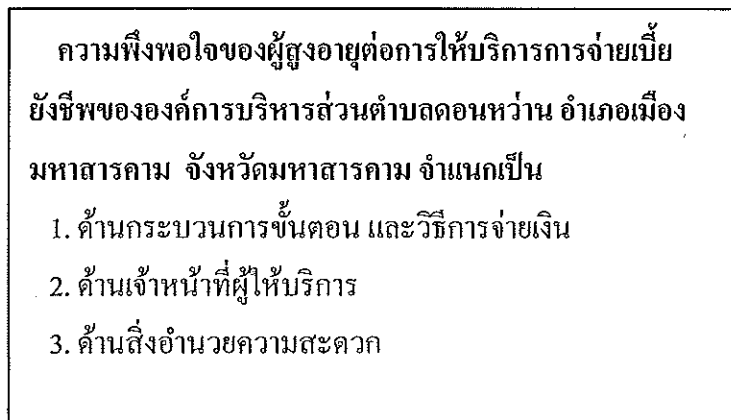 ความพึงพอใจของผู้สูงอายุต่อการให้บริการการจ่ายเบี้ย
ยังชีพขององค์การบริหารส่วนตำบลดอนหว่าน อำเภอเมือง
มหาสารคาม จังหวัดมหาสารคาม จำแนกเป็น
1. ด้านกระบวนการขั้นตอน และวิธีการจ่ายเงิน
2. ด้านเจ้าหน้าที่ผู้ให้บริการ
3. ด้านสิ่งอำนวยความสะดวก